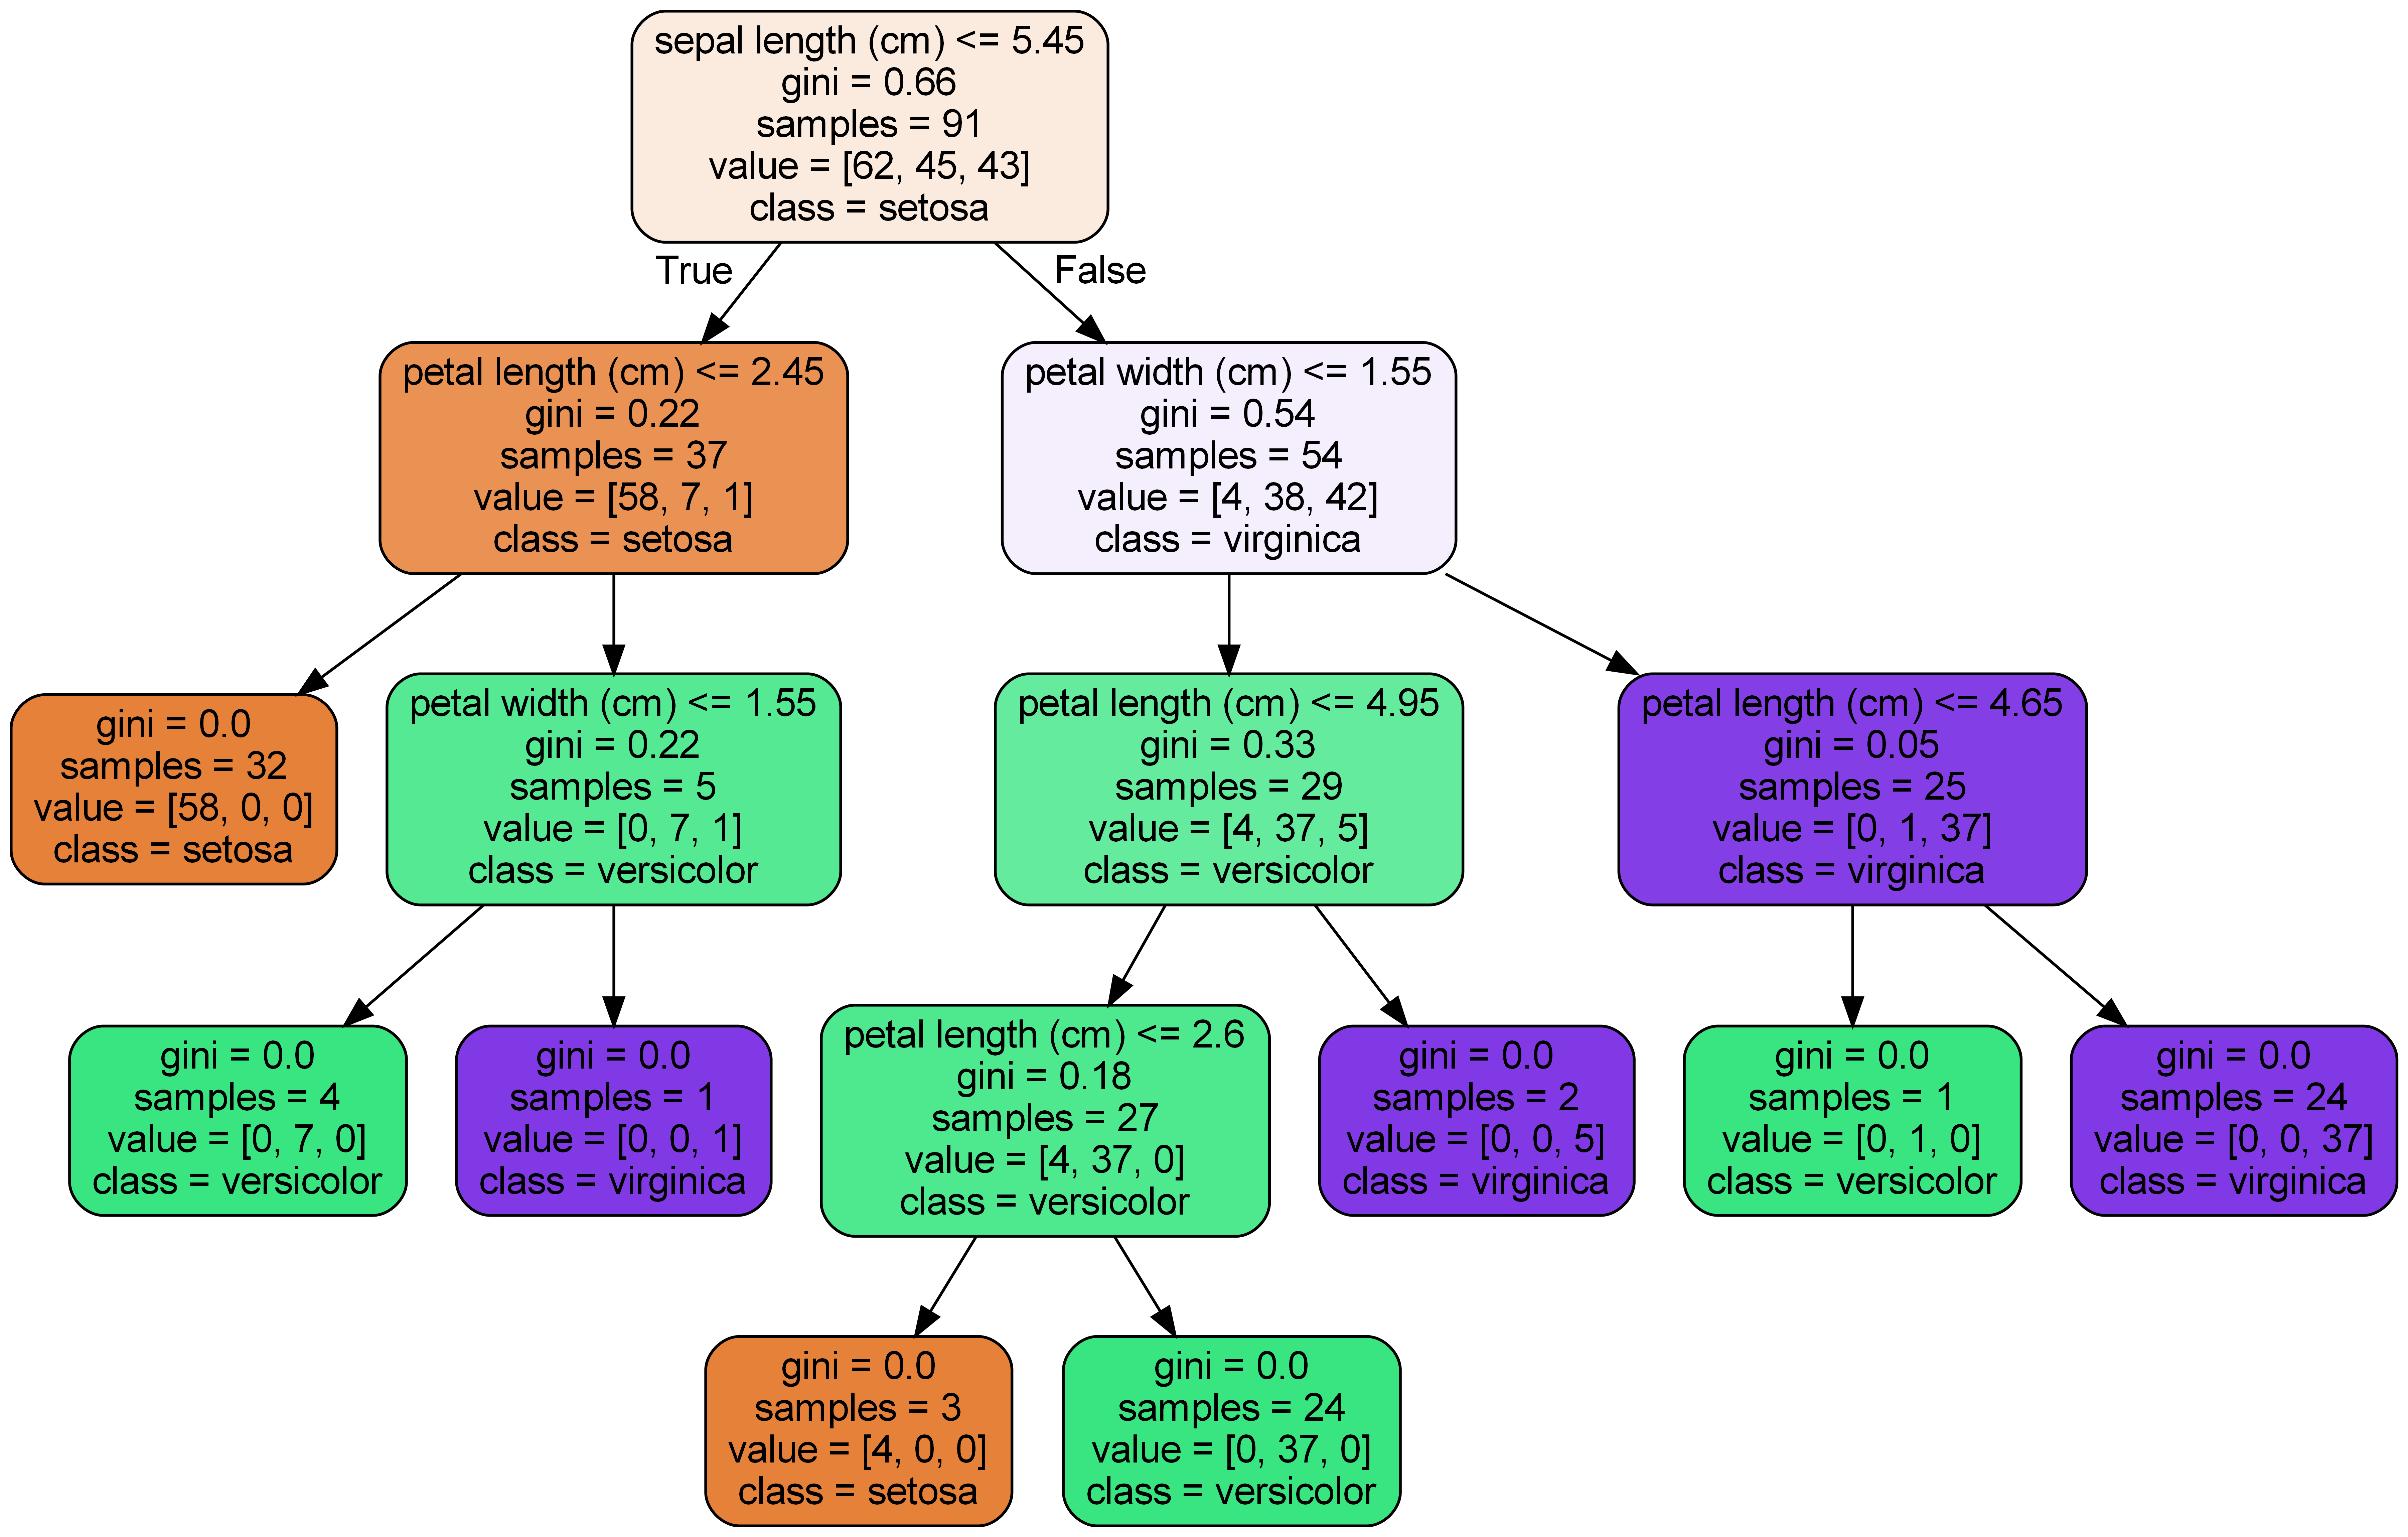 sepal length (cm) <= 5.45
gini = 0.66
samples = 91
value = [62, 45, 43]
class = setosa
True
False
petal length (cm) <= 2.45
gini = 0.22
samples = 37
value = [58, 7, 1]
class = setosa
petal width (cm) <= 1.55
gini = 0.54
samples = 54
value = [4, 38, 42]
class = virginica
gini = 0.0
samples = 32
value = [58, 0, 0]
class = setosa
petal width (cm) <= 1.55
gini = 0.22
samples = 5
value = [0, 7, 1]
class = versicolor
petal length (cm) <= 4.95
gini = 0.33
samples = 29
value = [4, 37, 5]
class = versicolor
petal length (cm) <= 4.65
gini = 0.05
samples = 25
value = [0, 1, 37]
class = virginica
gini = 0.0
samples = 4
value = [0, 7, 0]
class = versicolor
gini = 0.0
samples = 1
value = [0, 0, 1]
class = virginica
petal length (cm) <= 2.6
gini = 0.18
samples = 27
value = [4, 37, 0]
class = versicolor
gini = 0.0
samples = 2
value = [0, 0, 5]
class = virginica
gini = 0.0
samples = 1
value = [0, 1, 0]
class = versicolor
gini = 0.0
samples = 24
value = [0, 0, 37]
class = virginica
gini = 0.0
samples = 3
value = [4, 0, 0]
class = setosa
gini = 0.0
samples = 24
value = [0, 37, 0]
class = versicolor